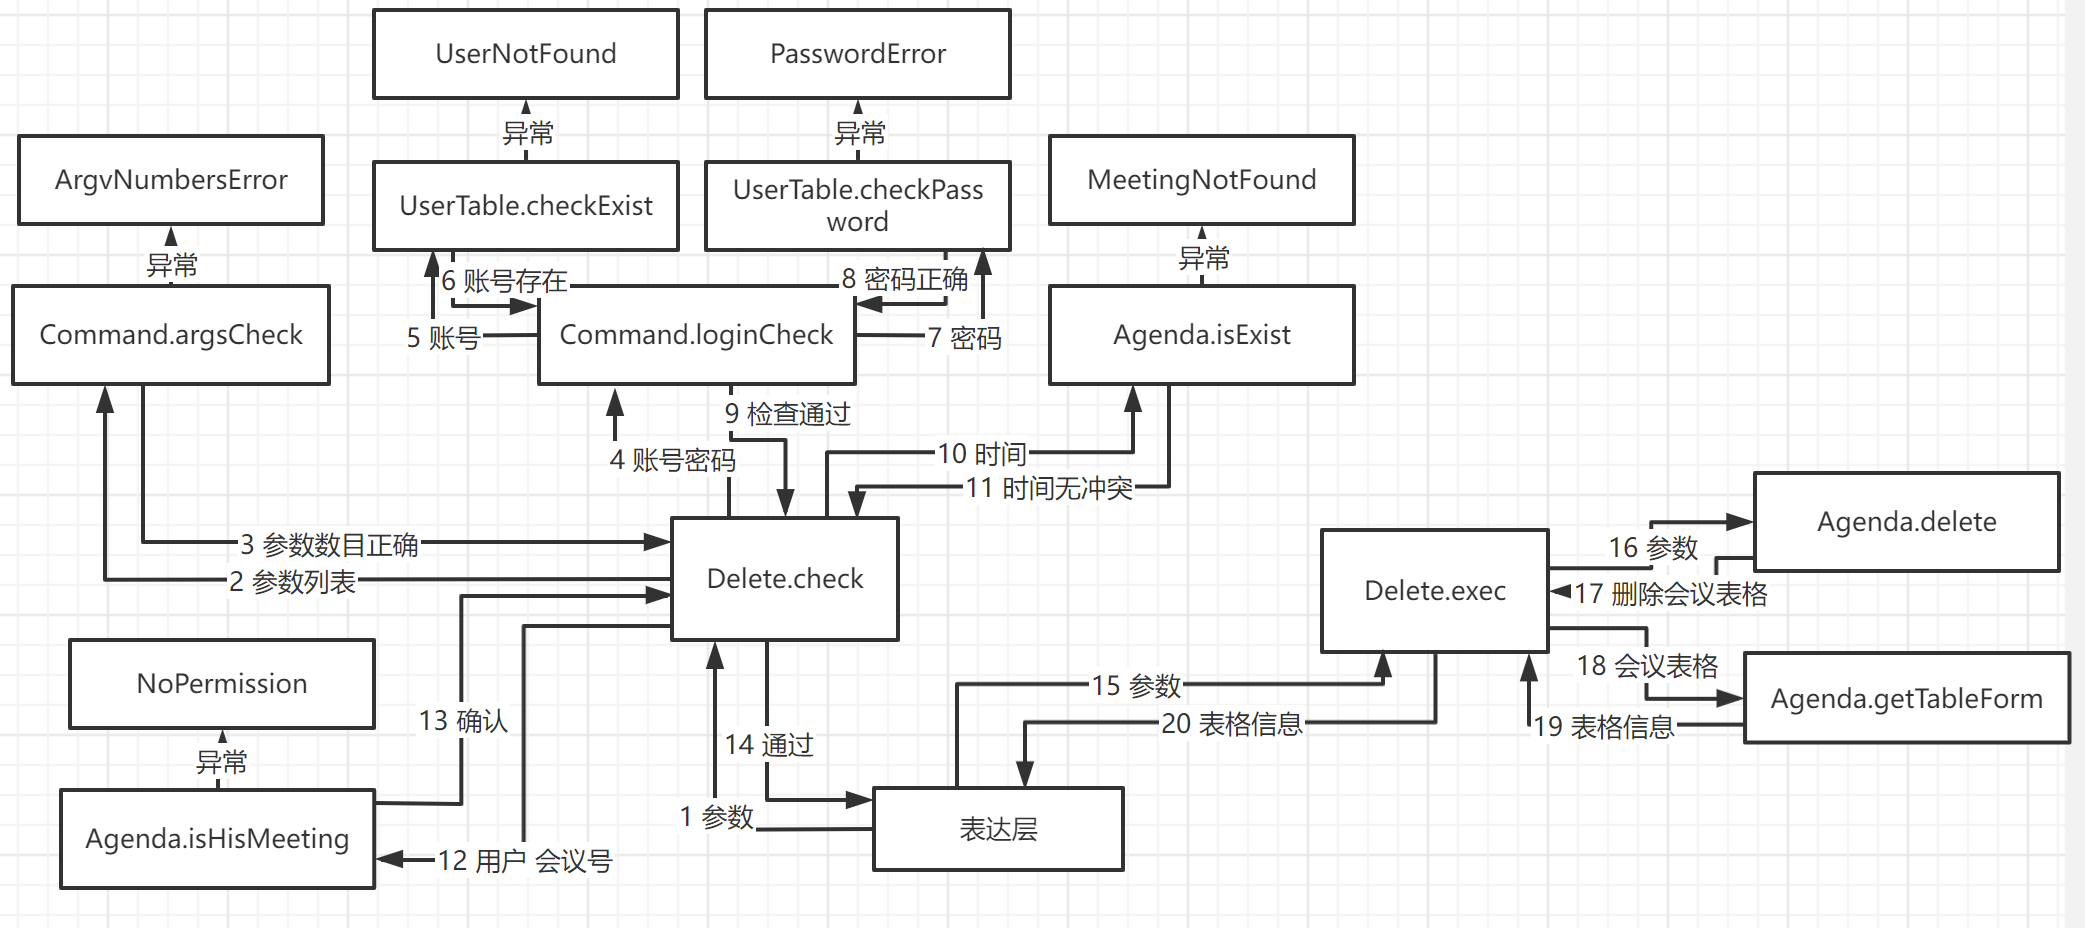 UserNotFound
PasswordError
异常
异常
ArgvNumbersError
UserTable.checkExist
UserTable.checkPass
word
MeetingNotFound
异常
异常
6 账号存在
8 密码正确
Command.argsCheck
5 账号
Command.loginCheck
7 密码
Agenda.isExist
9 检查通过
4 账号密码
10 时间
11 时间无冲突
3 参数数目正确
2 参数列表
Delete.check
Delete.exec
16 参数
Agenda.delete
17 删除会议表格
NoPermission
13 确认
15 参数
18 会议表格
Agenda.getTableForm
20 表格信息
19 表格信息
14 通过
异常
1 参数
表达层
Agenda.isHisMeeting
12 用户 会议号